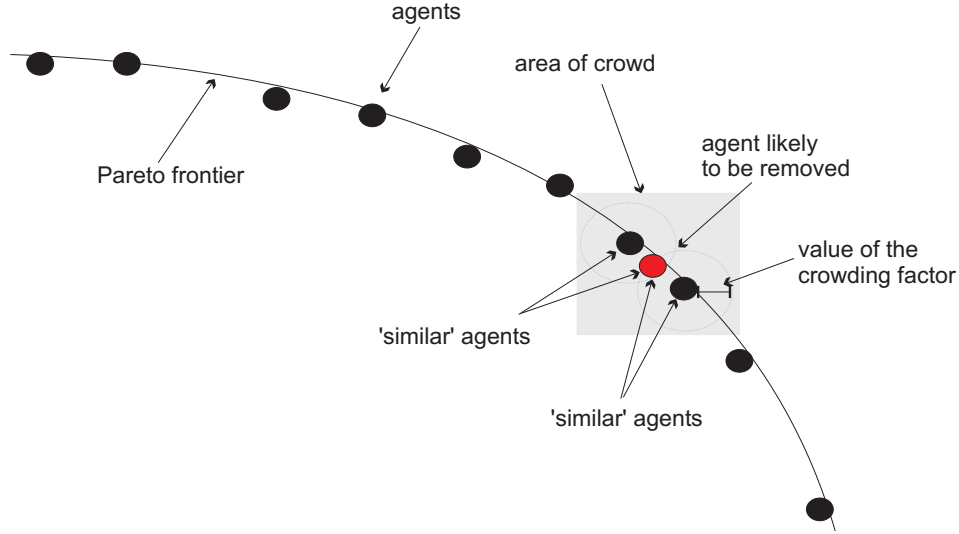 agents
area of crowd
agent likely
to be removed
Pareto frontier
value of the
crowding factor
'similar' agents
'similar' agents